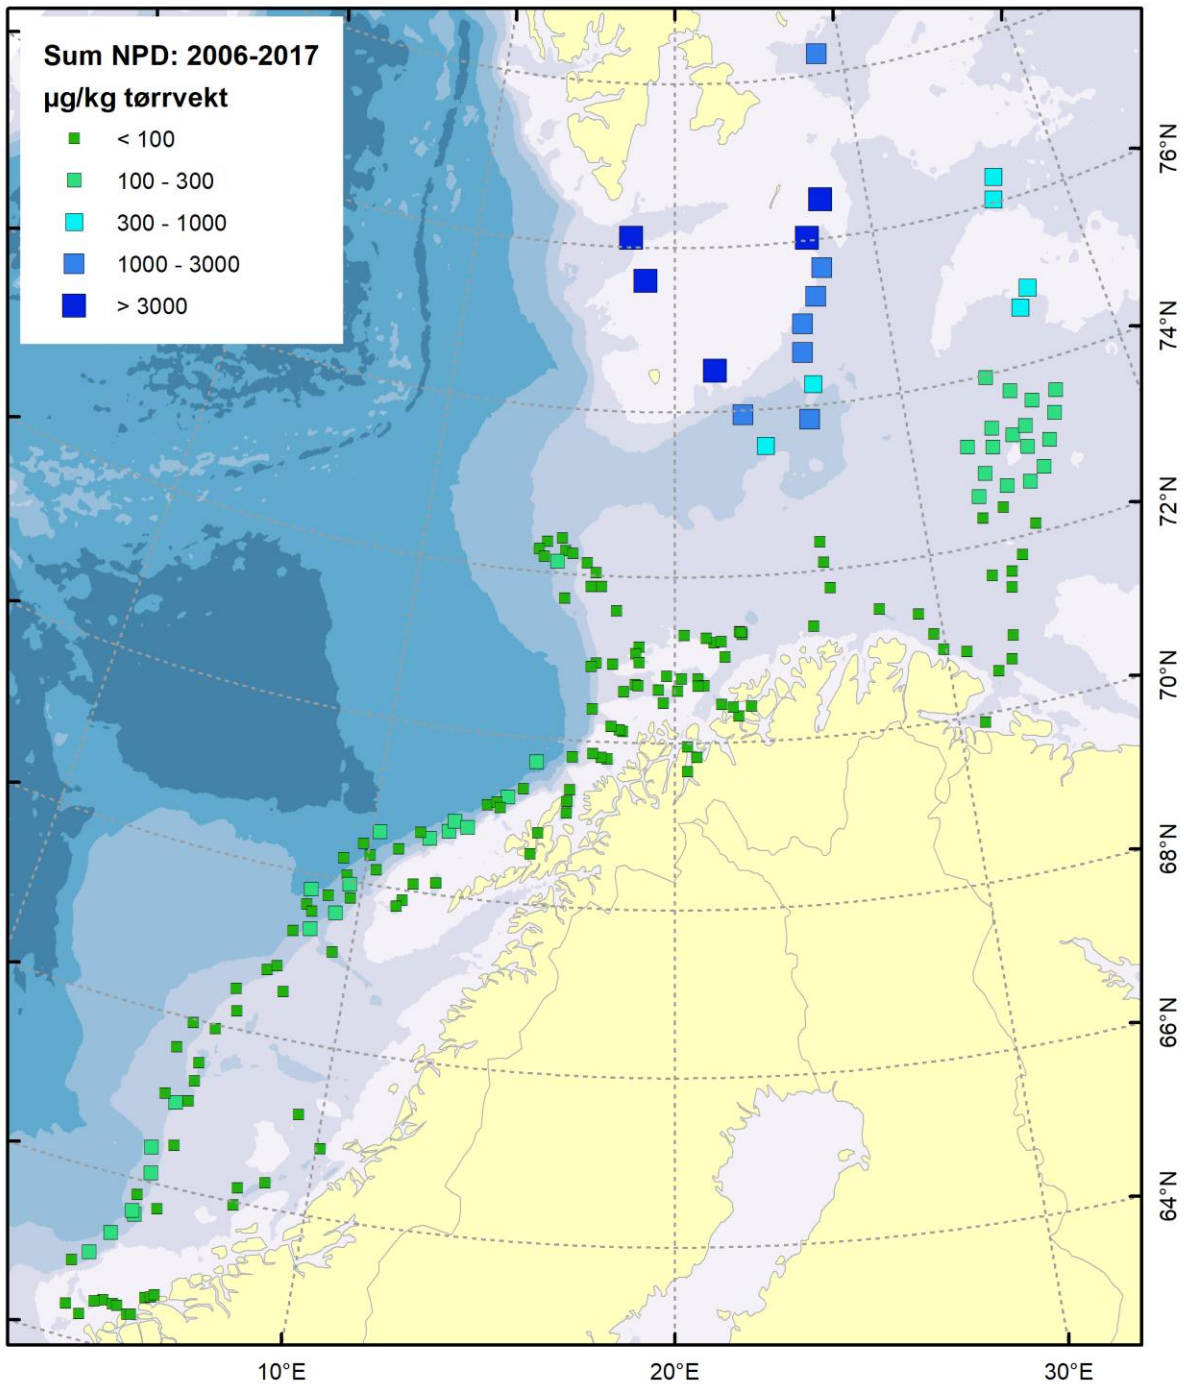 Sum NPD: 2006-2017
µg/kg tørrvekt
< 100
100 - 300
300 - 1000
1000 - 3000
> 3000
76°N
74°N
72°N
70°N
68°N
66°N
64°N
10°E
20°E
30°E